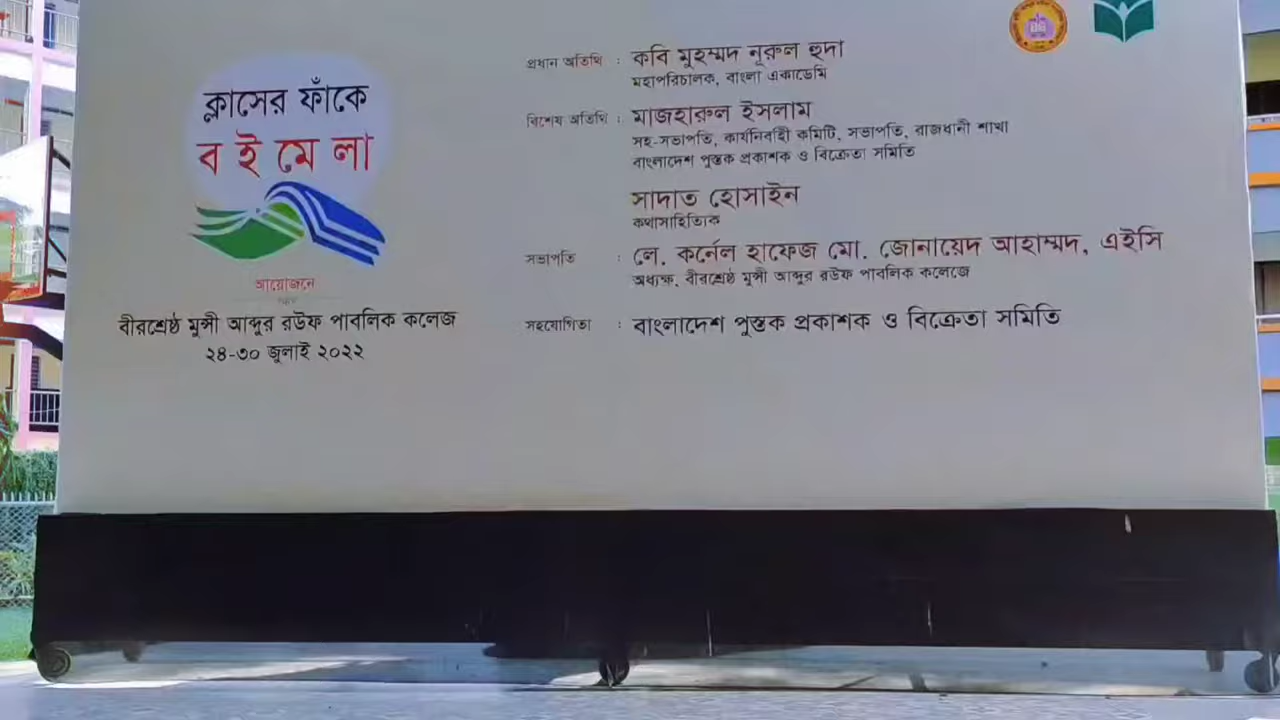 ক্লাসের ফাঁকে
ব ই মে লা
আয়োজনে
বীরশ্রেষ্ঠ মুন্সী আব্দুর রউফ পাবলিক কলেজ
২৪-৩০ জুলাই ২০২২
প্রধান অতিথি : কবি মুহম্মদ নূরুল হুদা
মহাপরিচালক, বাংলা একাডেমি
বিশেষ অতিথি : মাজহারুল ইসলাম
সহ-সভাপতি, কার্যনির্বাহী কমিটি, সভাপতি, রাজধানী শাখা
বাংলাদেশ পুস্তক প্রকাশক ও বিক্রেতা সমিতি
সাদাত হোসাইন
কথাসাহিত্যিক
সভাপতি : লে. কর্নেল হাফেজ মো. জোনায়েদ আহাম্মদ, এইসি
অধ্যক্ষ, বীরশ্রেষ্ঠ মুন্সী আব্দুর রউফ পাবলিক কলেজে
সহযোগিতা : বাংলাদেশ পুস্তক প্রকাশক ও বিক্রেতা সমিতি